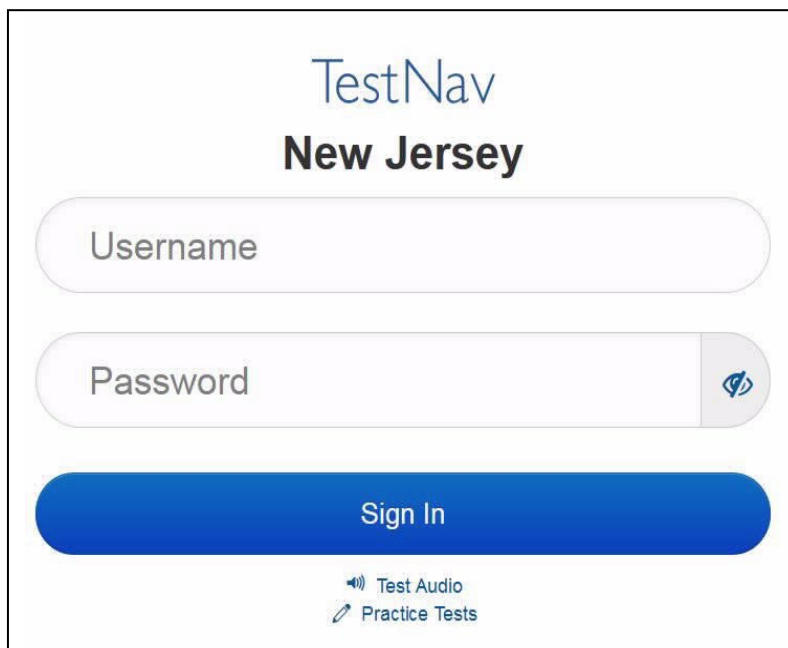 TestNav
New Jersey
Username
Password
Sign In
Test Audio
Practice Tests